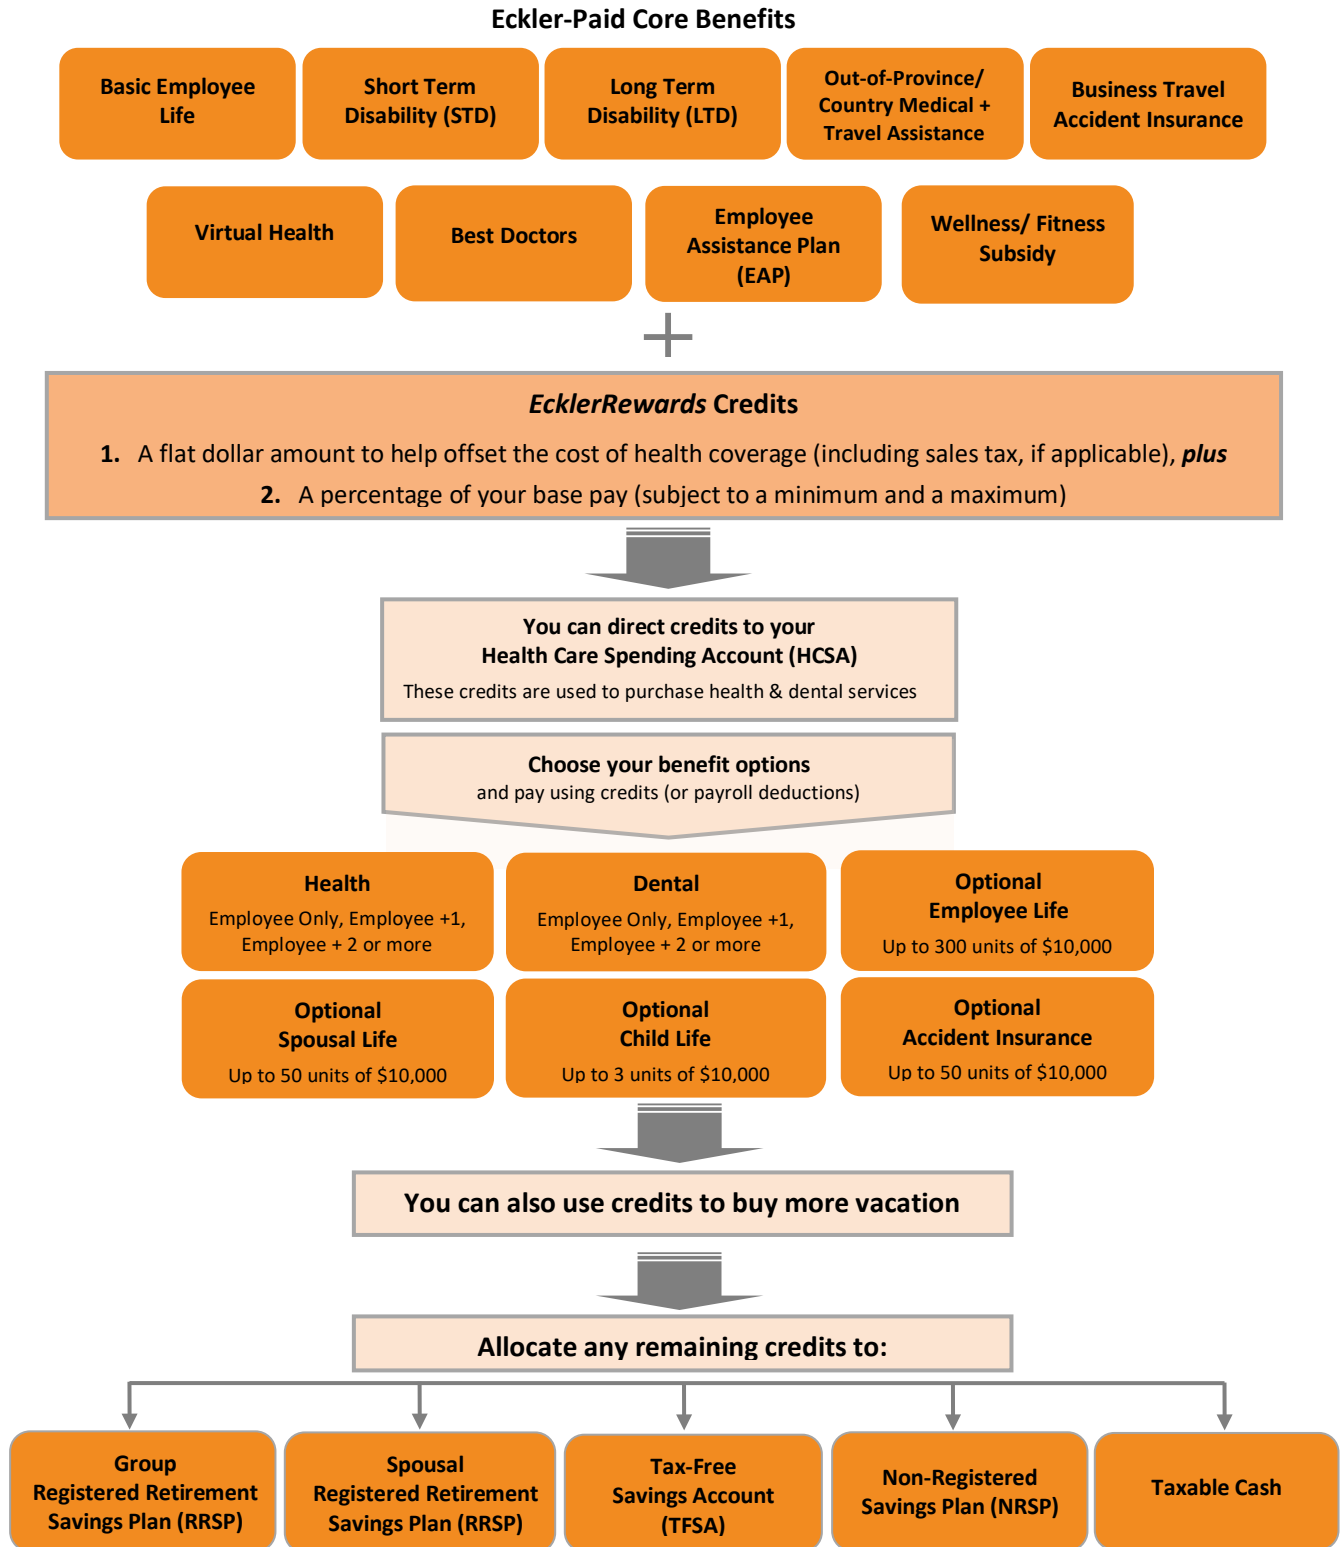 Eckler-Paid Core Benefits
Basic Employee
Life
Short Term
Disability (STD)
Long Term
Disability (LTD)
Out-of-Province/
Country Medical +
Travel Assistance
Business Travel
Accident Insurance
Virtual Health
Best Doctors
Employee
Assistance Plan
(EAP)
Wellness/ Fitness
Subsidy
EcklerRewards Credits
1. A flat dollar amount to help offset the cost of health coverage (including sales tax, if applicable), plus
2. A percentage of your base pay (subject to a minimum and a maximum)
You can direct credits to your
Health Care Spending Account (HCSA)
These credits are used to purchase health & dental services
Choose your benefit options
and pay using credits (or payroll deductions)
Health
Employee Only, Employee +1,
Employee + 2 or more
Dental
Employee Only, Employee +1,
Employee + 2 or more
Optional
Employee Life
Up to 300 units of $10,000
Optional
Spousal Life
Up to 50 units of $10,000
Optional
Child Life
Up to 3 units of $10,000
Optional
Accident Insurance
Up to 50 units of $10,000
You can also use credits to buy more vacation
Allocate any remaining credits to:
Group
Registered Retirement
Savings Plan (RRSP)
Spousal
Registered Retirement
Savings Plan (RRSP)
Tax-Free
Savings Account
(TFSA)
Non-Registered
Savings Plan (NRSP)
Taxable Cash